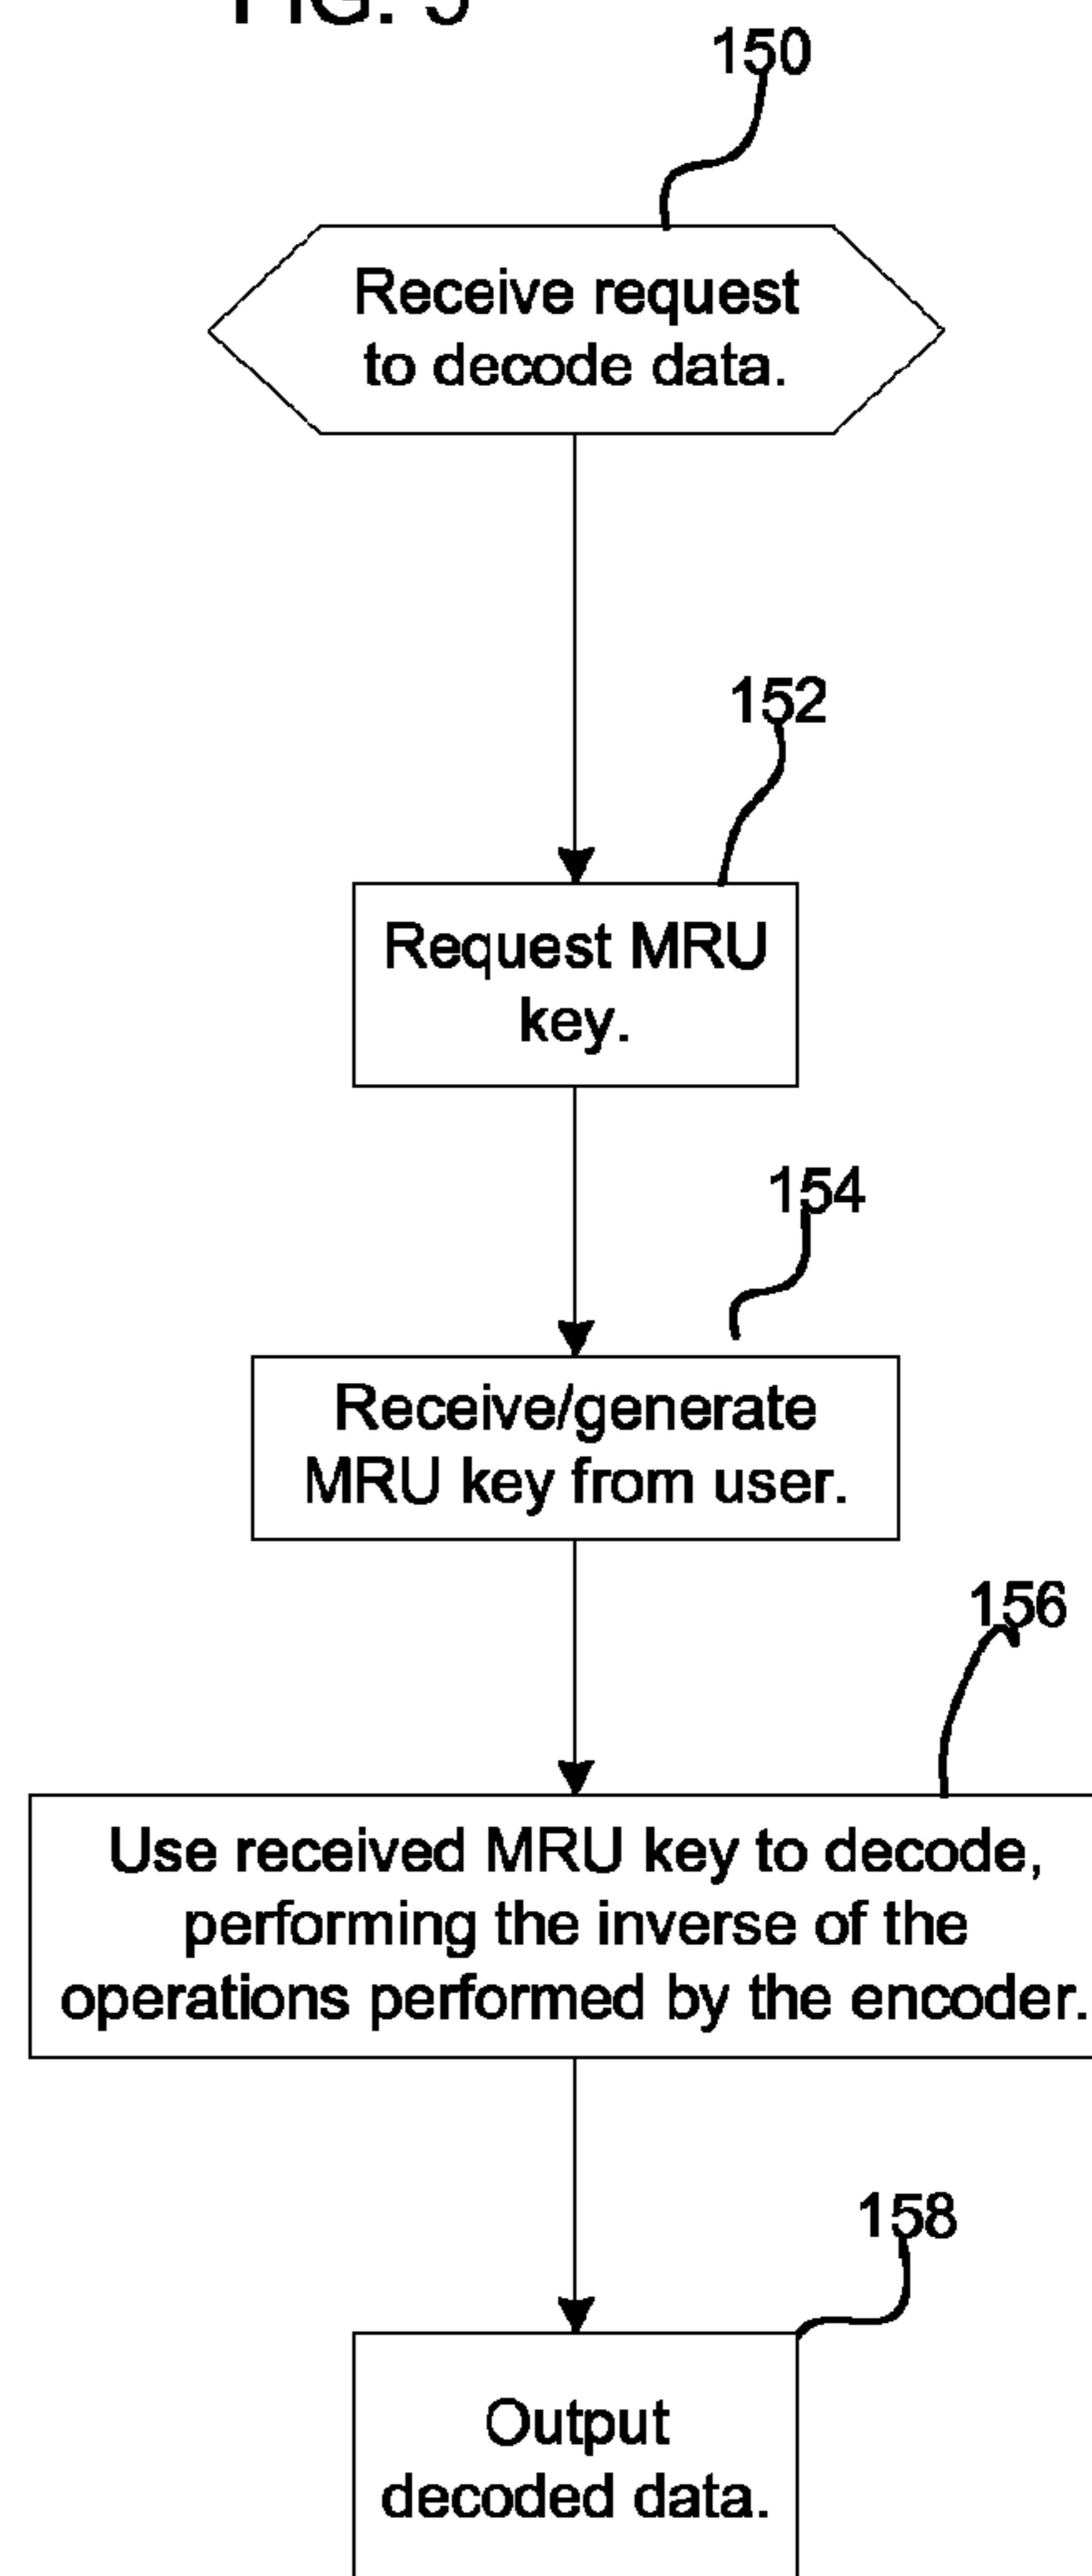 FIG. 5
150
Receive request
to decode data.
152
Request MRU
key.
154
Receive/generate
MRU key from user.
156
Use received MRU key to decode,
performing the inverse of the
operations performed by the encoder.
158
Output
decoded data.